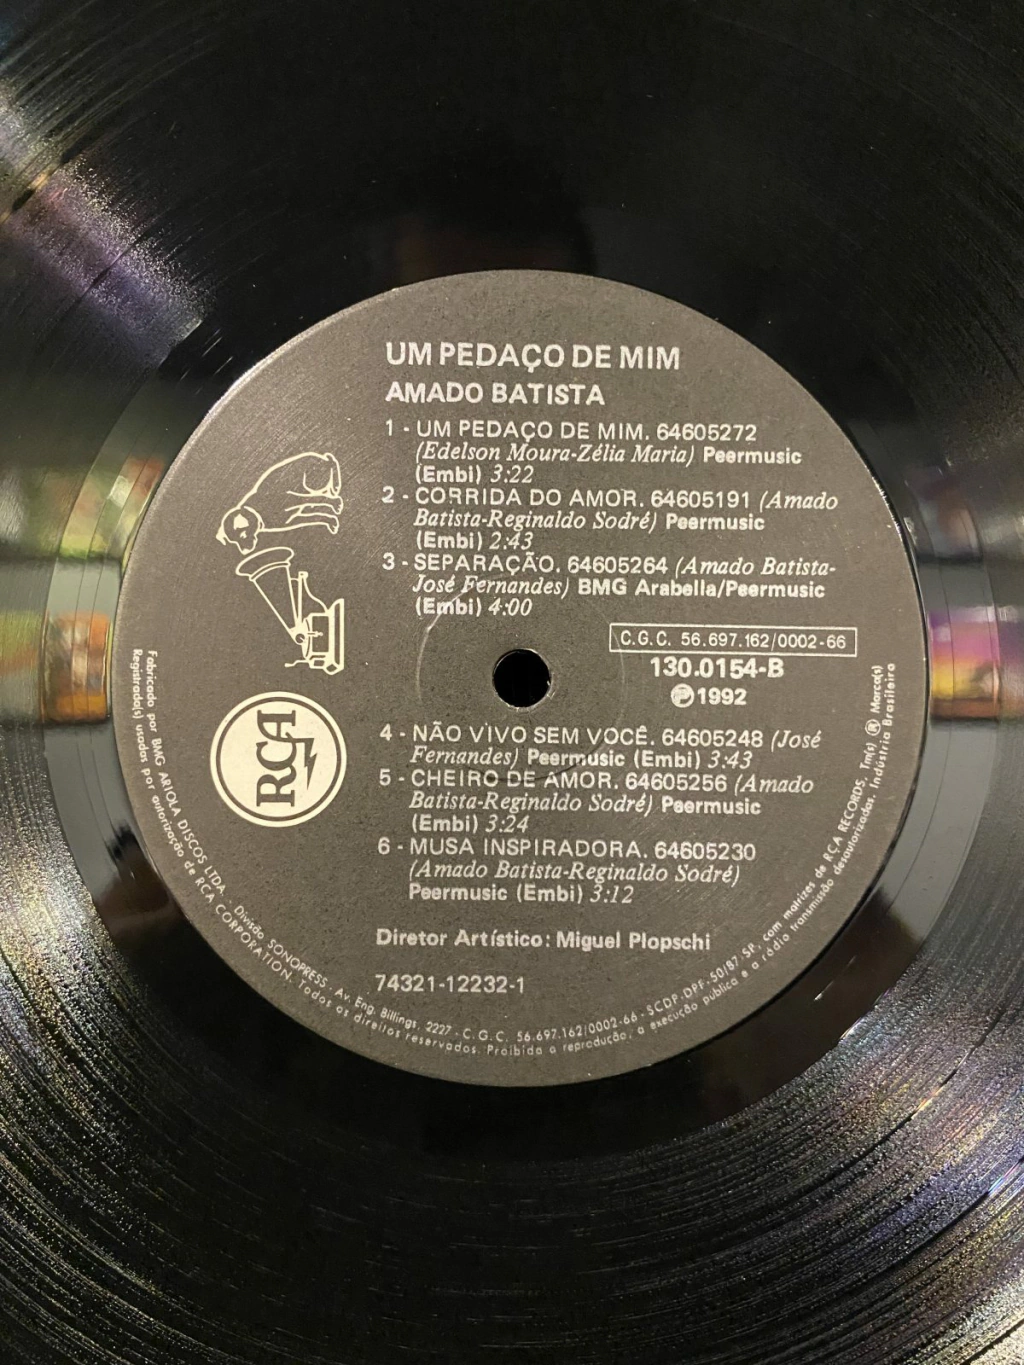 UM PEDAÇO DE MIM
AMADO BATISTA
1 - UM PEDAÇO DE MIM. 64605272
(Edelson Moura-Zélia Maria) Peermusic
(Embi) 3:22
2 - CORRIDA DO AMOR. 64605191 (Amado
Batista-Reginaldo Sodré) Peermusic
(Embi) 2:43
3 - SEPARAÇÃO. 64605264 (Amado Batista-
José Fernandes) BMG Arabella/Peermusic
(Embi) 4:00
C.G.C. 56.697.162/0002-66
130.0154-B
Ⓟ 1992
RCA
4 - NÃO VIVO SEM VOCÊ. 64605248 (José
Fernandes) Peermusic (Embi) 3:43
5 - CHEIRO DE AMOR. 64605256 (Amado
Batista-Reginaldo Sodré) Peermusic
(Embi) 3:24
6 - MUSA INSPIRADORA. 64605230
(Amado Batista-Reginaldo Sodré)
Peermusic (Embi) 3:12
Diretor Artístico: Miguel Plopschi
74321-12232-1
Fabricado por BMG ARIOLA DISCOS LTDA. Divisão SONOPRESS - Av. Eng. Billings, 2227 - C.G.C. 56.697.162/0002-66 - SCDP-DPF-50/87 SP, com matrizes de RCA RECORDS, Tm(s) ® Marca(s)
Registrada(s) usadas por autorização de RCA CORPORATION. Todos os direitos reservados. Proibida a reprodução, a execução pública e a rádio transmissão desautorizadas. Indústria Brasileira